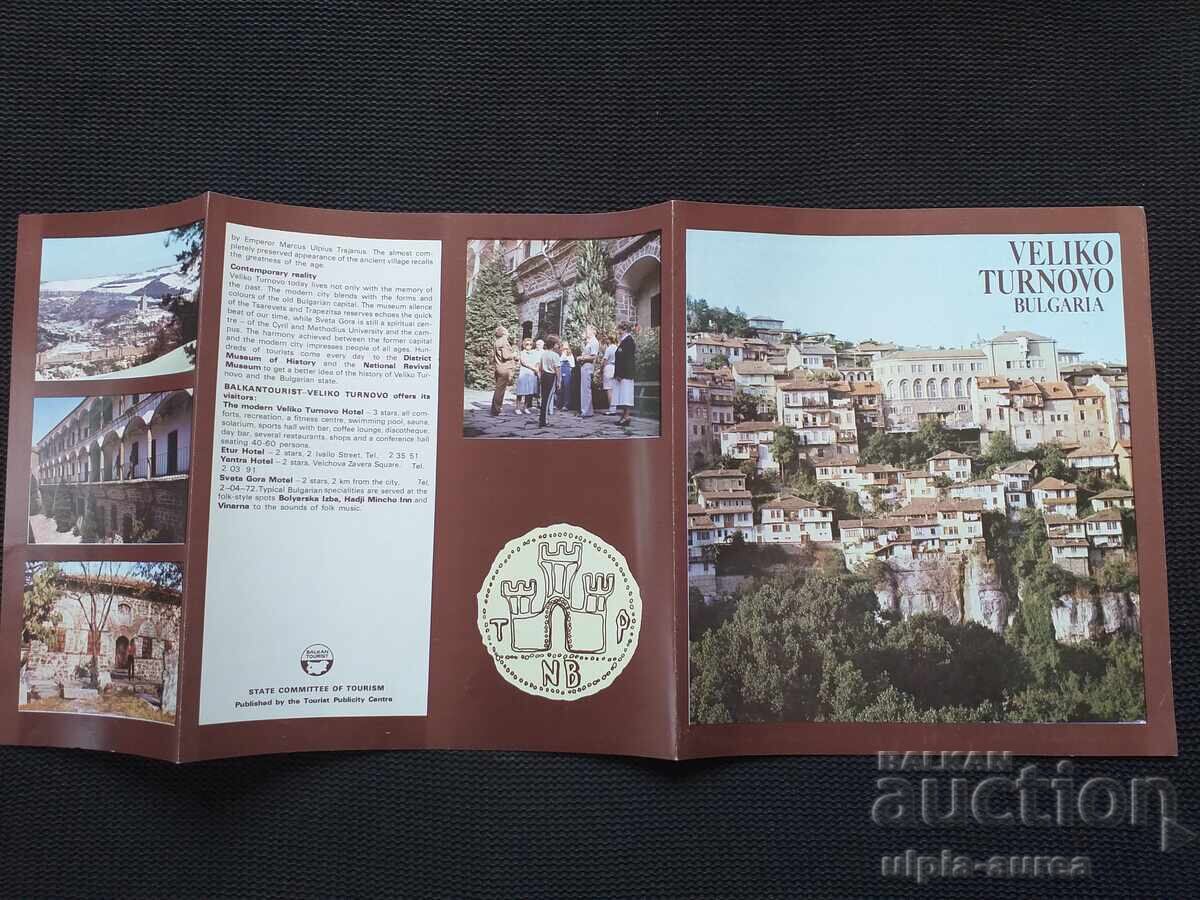 by Emperor Marcus Ulpius Trajanus. The almost com-
pletely preserved appearance of the ancient village recalls
the greatness of the age.
Contemporary reality
Veliko Turnovo today lives not only with the memory of
the past. The modern city blends with the forms and
colours of the old Bulgarian capital. The museum silence
of the Tsarevets and Trapezitsa reserves echoes the quick
beat of our time, while Sveta Gora is still a spiritual cen-
tre – of the Cyril and Methodius University and the cam-
pus. The harmony achieved between the former capital
and the modern city impresses people of all ages. Hun-
dreds of tourists come every day to the District
Museum of History and the National Revival
Museum to get a better idea of the history of Veliko Tur-
novo and the Bulgarian state.
BALKANTOURIST–VELIKO TURNOVO offers its
visitors:
The modern Veliko Turnovo Hotel – 3 stars, all com-
forts, recreation, a fitness centre, swimming pool, sauna,
solarium, sports hall with bar, coffee lounge, discotheque,
day bar, several restaurants, shops and a conference hall
seating 40-60 persons.
Etur Hotel – 2 stars, 2 Ivailo Street, Tel. 2 35 51
Yantra Hotel – 2 stars, Velchova Zavera Square. Tel.
2 03 91
Sveta Gora Motel – 2 stars, 2 km from the city, Tel,
2-04-72. Typical Bulgarian specialities are served at the
folk-style spots Bolyarska Izba, Hadji Mincho Inn and
Vinarna to the sounds of folk music.
BALKAN
TOURIST
STATE COMMITTEE OF TOURISM
Published by the Tourist Publicity Centre
T P
NB
VELIKO
TURNOVO
BULGARIA
BALKAN
auction
ulpia-aurea